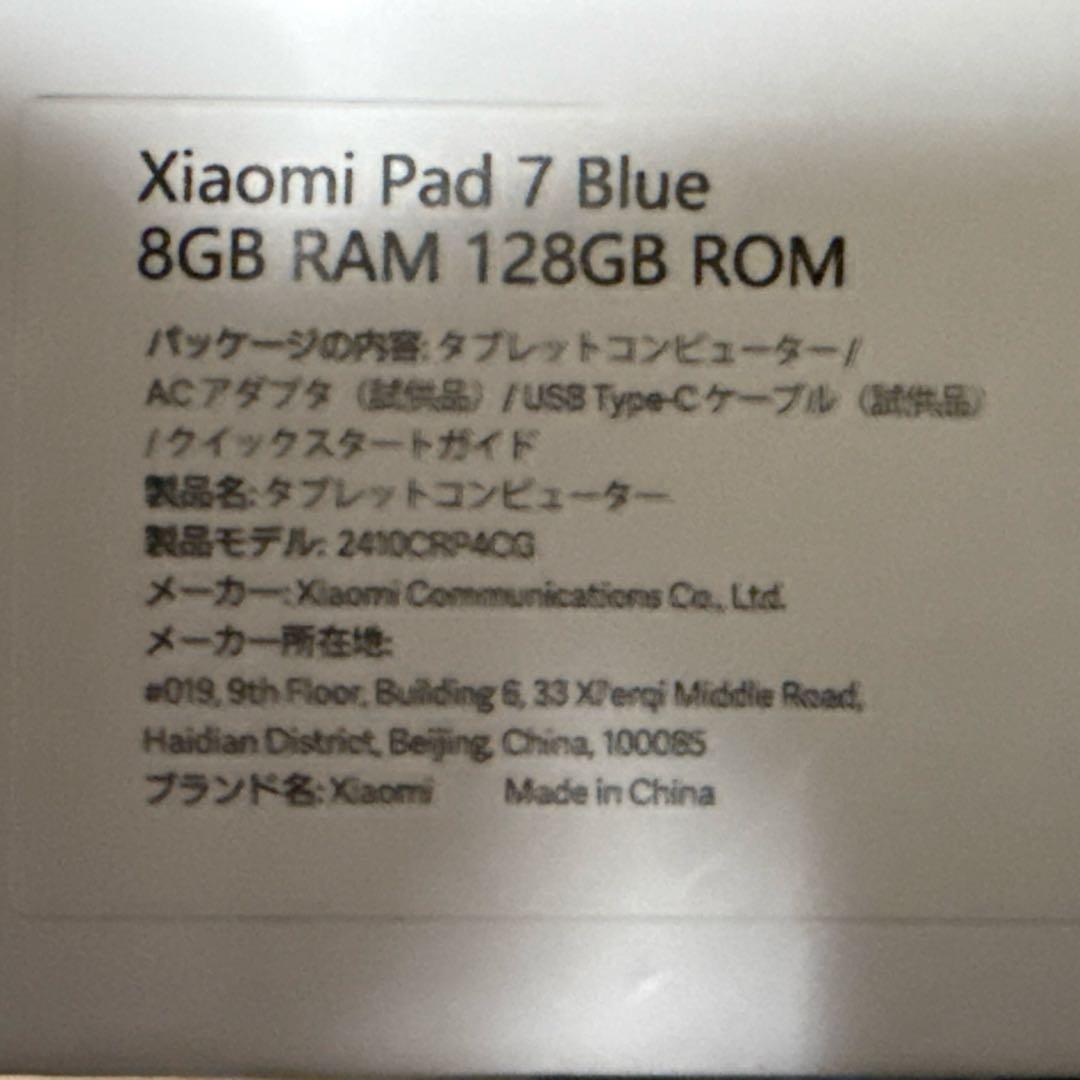 Xiaomi Pad 7 Blue
8GB RAM 128GB ROM
パッケージの内容: タブレットコンピューター/
ACアダプタ（試供品）/ USB Type-Cケーブル（試供品）
/ クイックスタートガイド
製品名: タブレットコンピューター
製品モデル: 2410CRP4CG
メーカー: Xiaomi Communications Co., Ltd.
メーカー所在地:
#019, 9th Floor, Building 6, 33 Xi'erqi Middle Road,
Haidian District, Beijing, China, 100085
ブランド名: Xiaomi Made in China